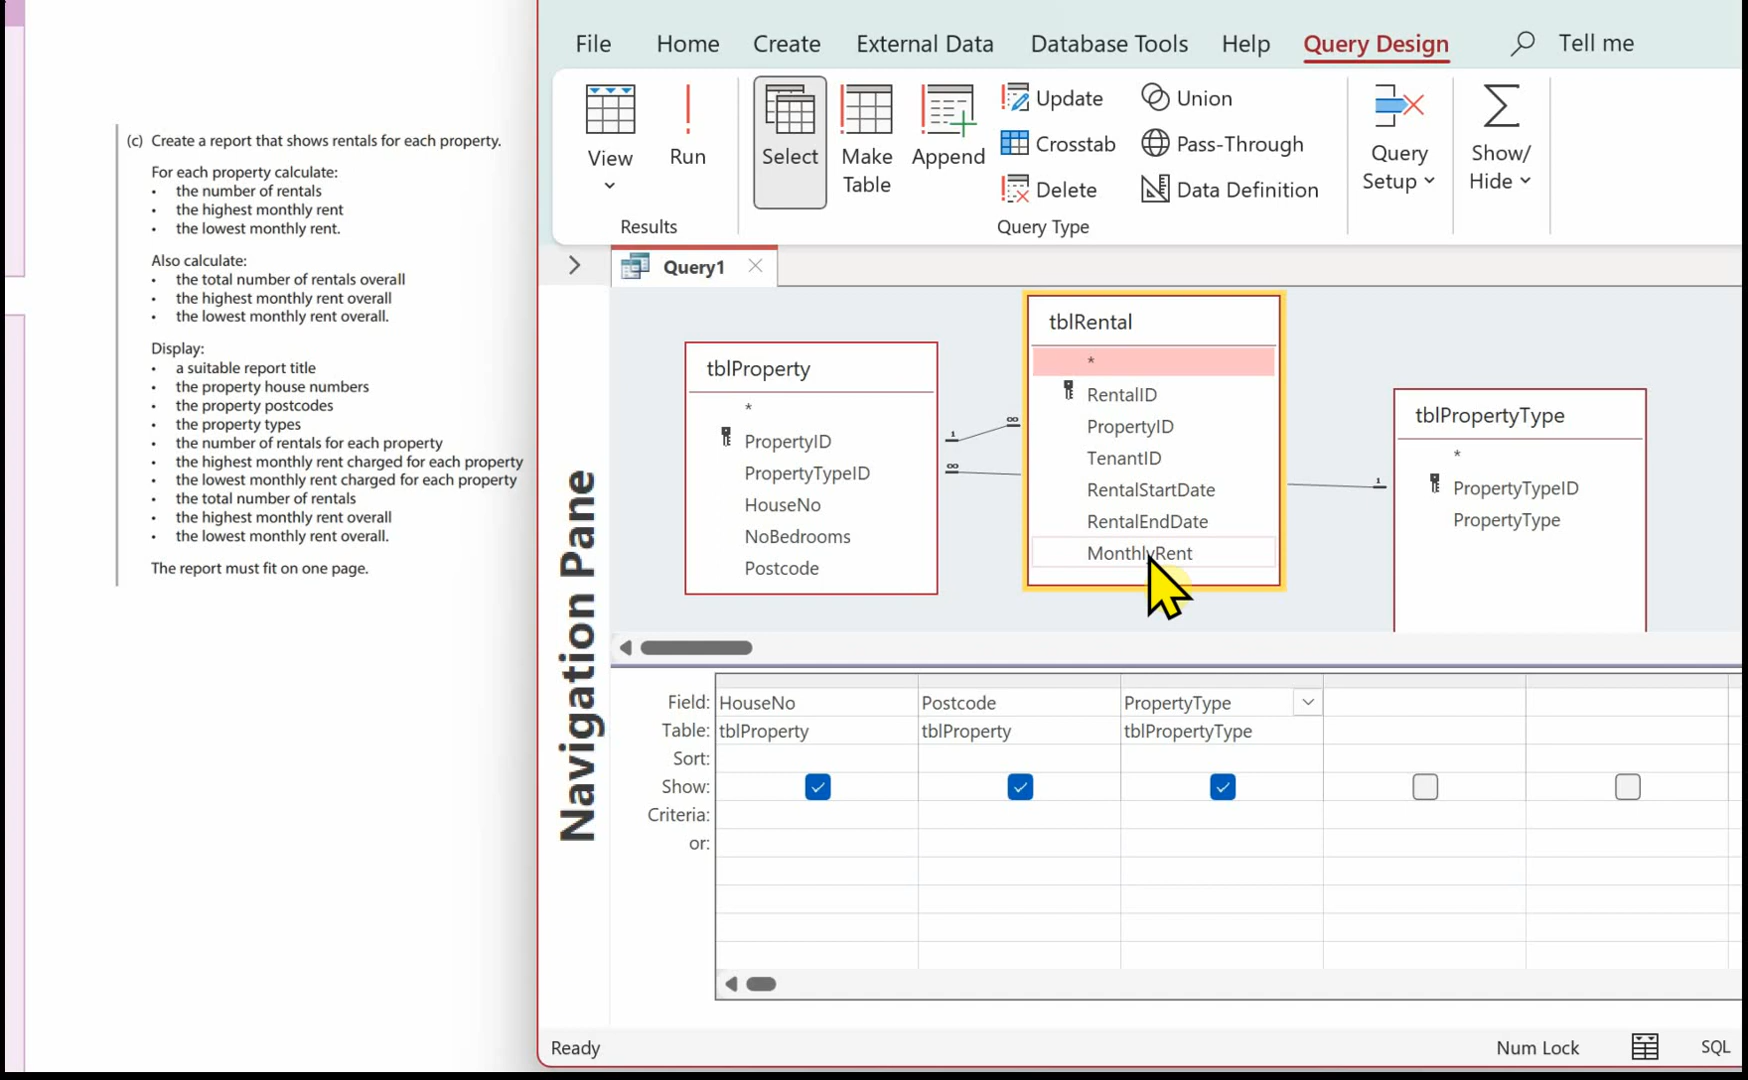 (c) Create a report that shows rentals for each property.
For each property calculate:
• the number of rentals
• the highest monthly rent
• the lowest monthly rent.
Also calculate:
• the total number of rentals overall
• the highest monthly rent overall
• the lowest monthly rent overall.
Display:
• a suitable report title
• the property house numbers
• the property postcodes
• the property types
• the number of rentals for each property
• the highest monthly rent charged for each property
• the lowest monthly rent charged for each property
• the total number of rentals
• the highest monthly rent overall
• the lowest monthly rent overall.
The report must fit on one page.
File Home Create External Data Database Tools Help Query Design Tell me
View
Run
Results
Select
Make Table
Append
Update
Crosstab
Delete
Union
Pass-Through
Data Definition
Query Type
Query Setup
Show/ Hide
Query1
Navigation Pane
tblProperty
*
PropertyID
PropertyTypeID
HouseNo
NoBedrooms
Postcode
1 ∞
∞
tblRental
*
RentalID
PropertyID
TenantID
RentalStartDate
RentalEndDate
MonthlyRent
1
tblPropertyType
*
PropertyTypeID
PropertyType
Field: HouseNo Postcode PropertyType
Table: tblProperty tblProperty tblPropertyType
Sort:
Show:
Criteria:
or:
Ready Num Lock SQL